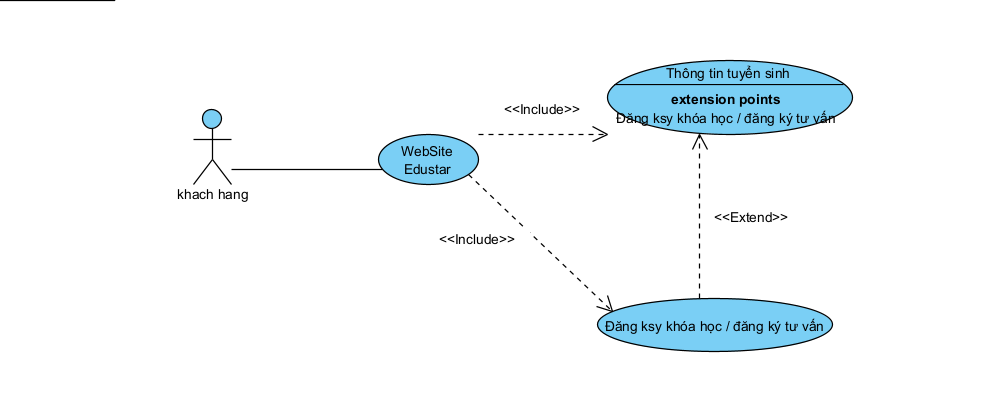 Thông tin tuyển sinh
extension points
Đăng ksy khóa học / đăng ký tư vấn
<<Include>>
WebSite
Edustar
khach hang
<<Extend>>
<<Include>>
Đăng ksy khóa học / đăng ký tư vấn